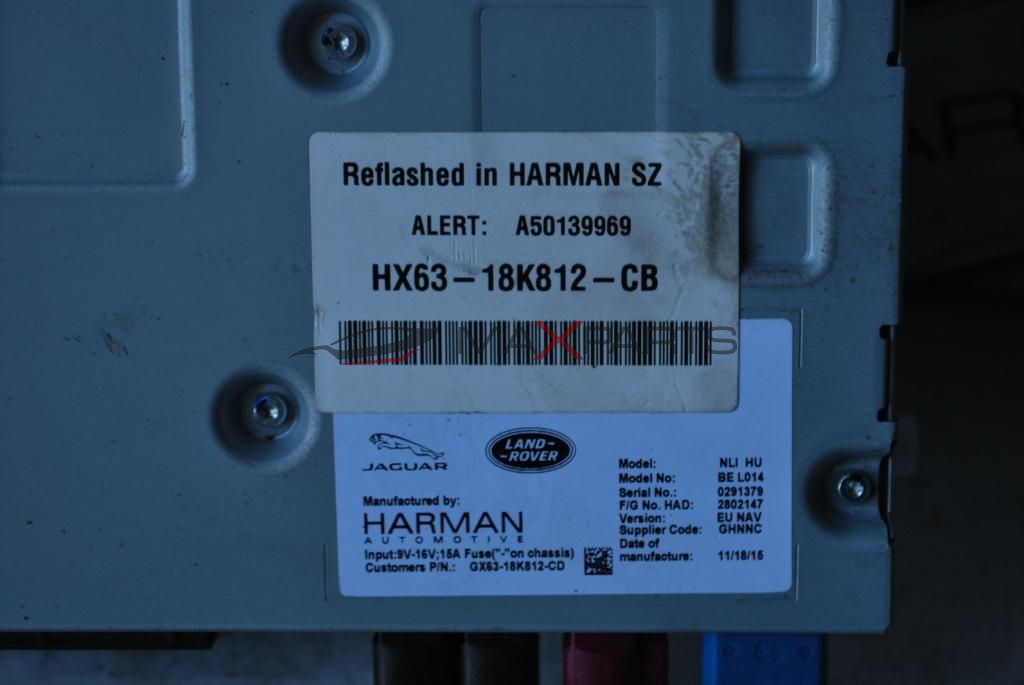 Reflashed in HARMAN SZ
ALERT: A50139969
HX63-18K812-CB
MAXPARTS
JAGUAR
LAND-
ROVER
Manufactured by:
HARMAN
AUTOMOTIVE
Input:9V-16V;15A Fuse("-"on chassis)
Customers P/N.: GX63-18K812-CD
Model: NLI HU
Model No: BE L014
Serial No.: 0291379
F/G No. HAD: 2802147
Version: EU NAV
Supplier Code: GHNNC
Date of
manufacture: 11/18/15